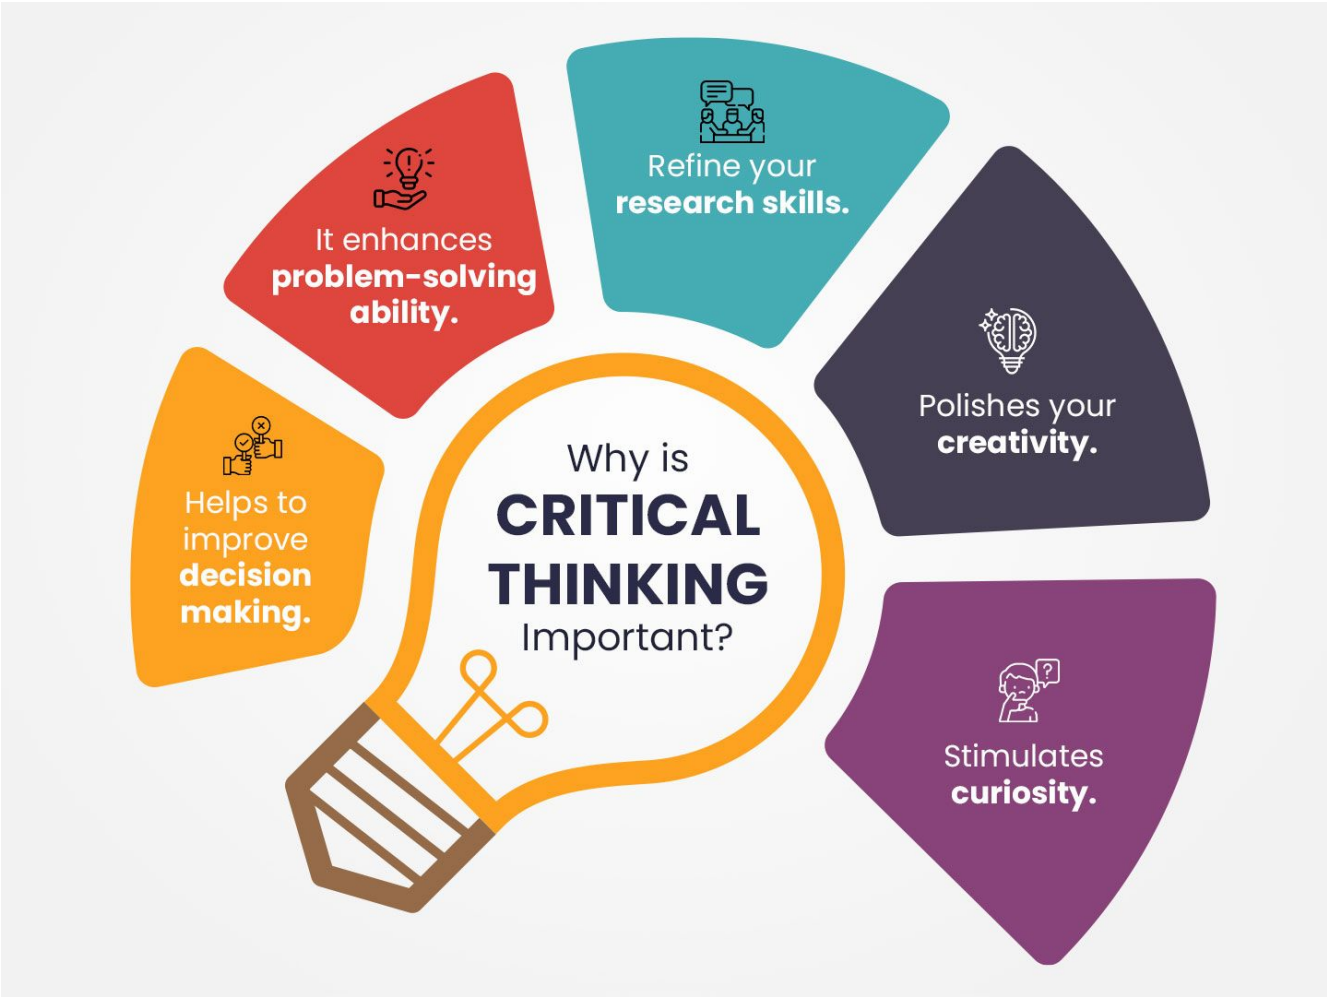 Why is
CRITICAL
THINKING
Important?
Helps to
improve
decision
making.
It enhances
problem-solving
ability.
Refine your
research skills.
Polishes your
creativity.
?
Stimulates
curiosity.